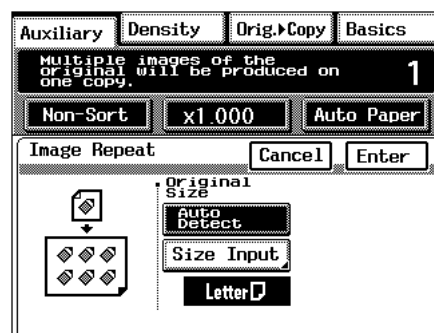 Auxiliary Density Orig.▸Copy Basics
Multiple images of the
original will be produced on
one copy.
1
Non-Sort x1.000 Auto Paper
Image Repeat Cancel Enter
Original
Size
Auto
Detect
Size Input
Letter